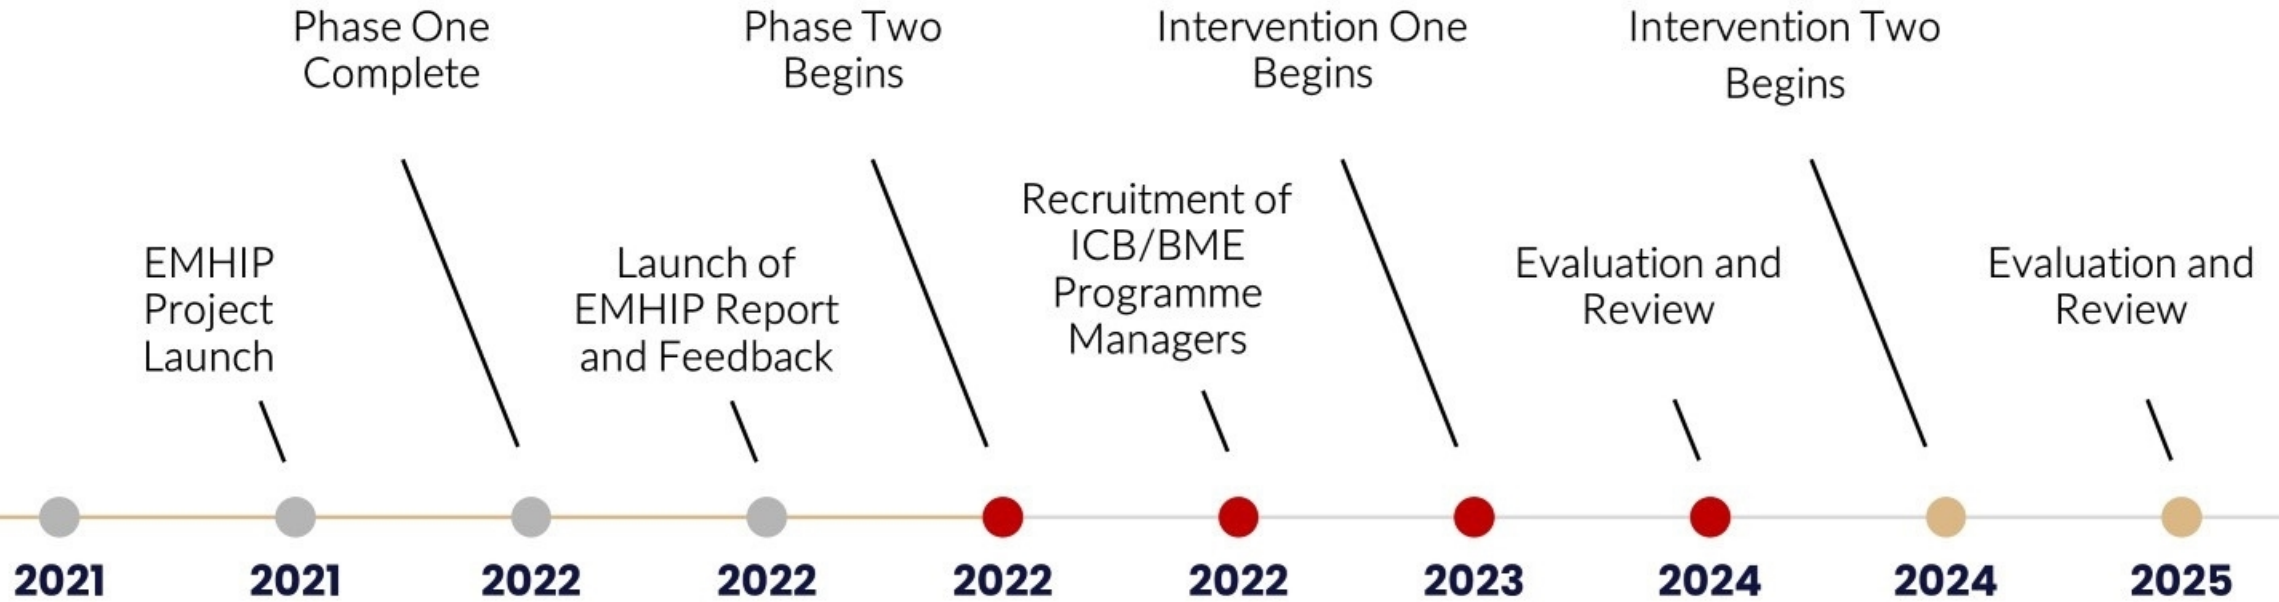 Phase One
Complete
Phase Two
Begins
Intervention One
Begins
Intervention Two
Begins
EMHIP
Project
Launch
Launch of
EMHIP Report
and Feedback
Recruitment of
ICB/BME
Programme
Managers
Evaluation and
Review
Evaluation and
Review
2021
2021
2022
2022
2022
2022
2023
2024
2024
2025